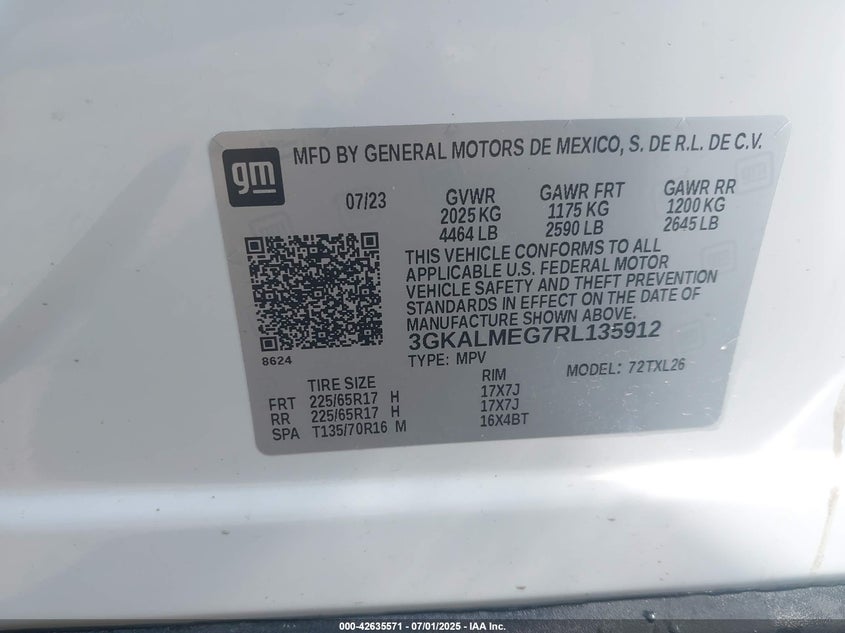 gm
MFD BY GENERAL MOTORS DE MEXICO, S. DE R.L. DE C.V.
07/23 GVWR GAWR FRT GAWR RR
2025 KG 1175 KG 1200 KG
4464 LB 2590 LB 2645 LB
THIS VEHICLE CONFORMS TO ALL
APPLICABLE U.S. FEDERAL MOTOR
VEHICLE SAFETY AND THEFT PREVENTION
STANDARDS IN EFFECT ON THE DATE OF
MANUFACTURE SHOWN ABOVE.
3GKALMEG7RL135912
8624
TYPE: MPV MODEL: 72TXL26
TIRE SIZE RIM
FRT 225/65R17 H 17X7J
RR 225/65R17 H 17X7J
SPA T135/70R16 M 16X4BT
000-42635571 - 07/01/2025 - IAA Inc.